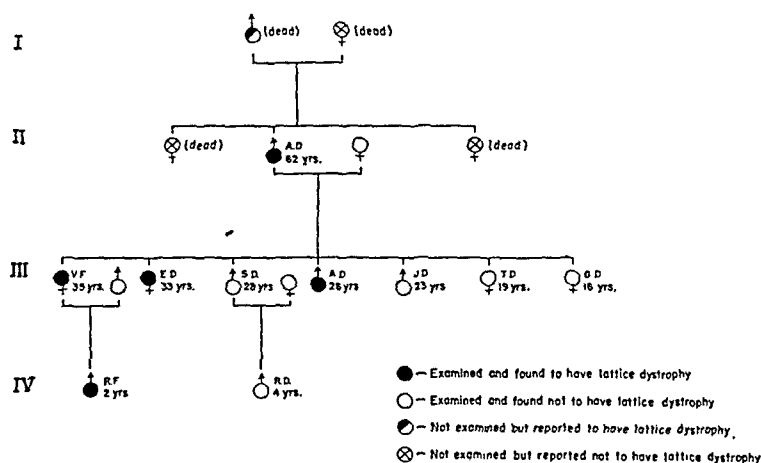 I (dead) (dead)
II (dead) A.D. (dead)
62 yrs.
III V.F. E.D. S.D. A.D. J.D. T.D. G.D.
35 yrs. 33 yrs. 28 yrs 26 yrs. 23 yrs. 19 yrs. 16 yrs.
IV R.F. R.D.
2 yrs 4 yrs.
– Examined and found to have lattice dystrophy
– Examined and found not to have lattice dystrophy
– Not examined but reported to have lattice dystrophy.
– Not examined but reported not to have lattice dystrophy